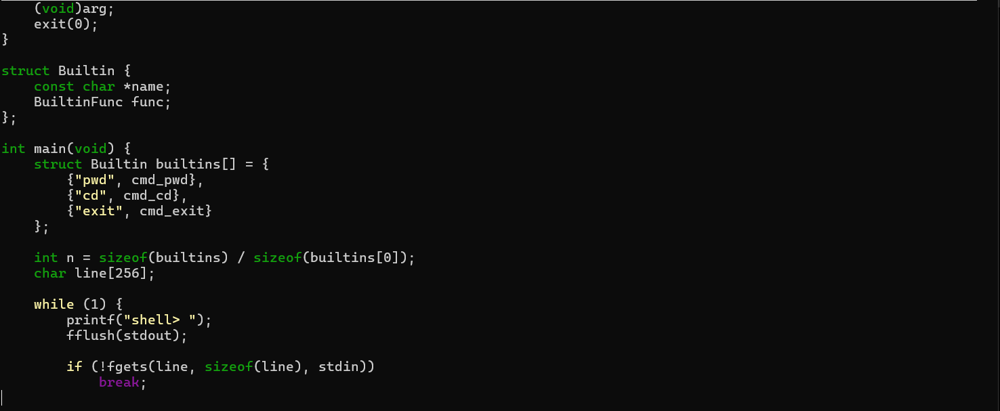 (void)arg;
    exit(0);
}

struct Builtin {
    const char *name;
    BuiltinFunc func;
};

int main(void) {
    struct Builtin builtins[] = {
        {"pwd", cmd_pwd},
        {"cd", cmd_cd},
        {"exit", cmd_exit}
    };

    int n = sizeof(builtins) / sizeof(builtins[0]);
    char line[256];

    while (1) {
        printf("shell> ");
        fflush(stdout);

        if (!fgets(line, sizeof(line), stdin))
            break;